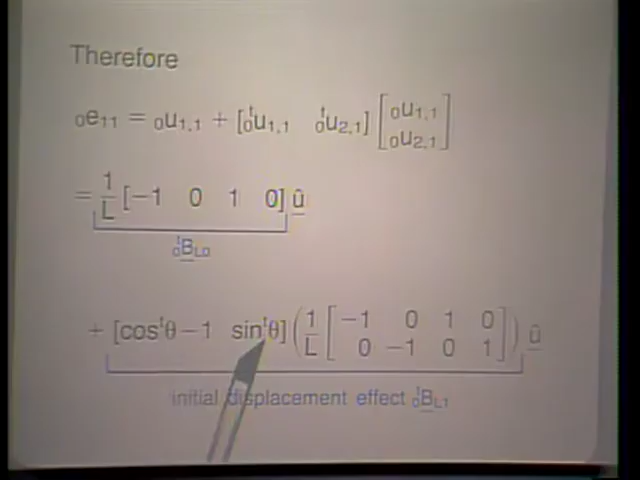 Therefore
₀e₁₁ = ₀u₁,₁ + [ᵗ₀u₁,₁ ᵗ₀u₂,₁] [₀u₁,₁ ; ₀u₂,₁]
= 1/L [−1 0 1 0] û
ᵗ₀B_L0
+ [cosᵗθ − 1 sinᵗθ] (1/L [−1 0 1 0 ; 0 −1 0 1]) û
initial displacement effect ᵗ₀B_L1